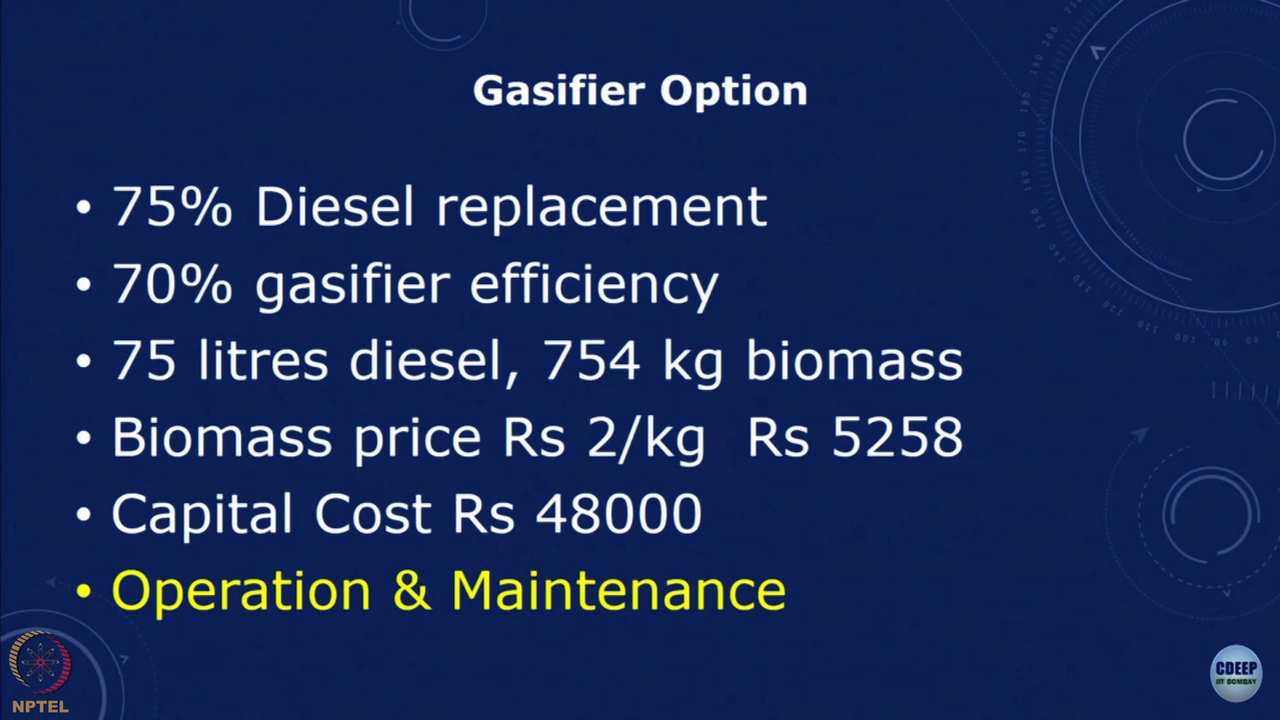 Gasifier Option
• 75% Diesel replacement
• 70% gasifier efficiency
• 75 litres diesel, 754 kg biomass
• Biomass price Rs 2/kg Rs 5258
• Capital Cost Rs 48000
• Operation & Maintenance
NPTEL
CDEEP
IIT BOMBAY